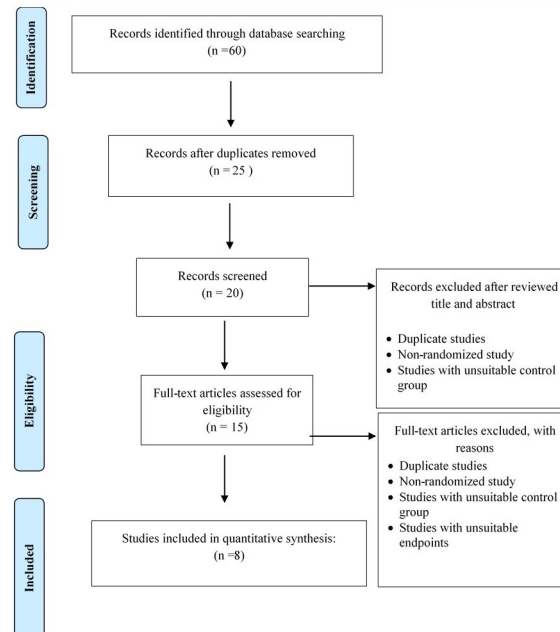 Identification
Records identified through database searching
(n =60)
Screening
Records after duplicates removed
(n = 25 )
Records screened
(n = 20)
Records excluded after reviewed
title and abstract
• Duplicate studies
• Non-randomized study
• Studies with unsuitable control
group
Eligibility
Full-text articles assessed for
eligibility
(n = 15)
Full-text articles excluded, with
reasons
• Duplicate studies
• Non-randomized study
• Studies with unsuitable control
group
• Studies with unsuitable
endpoints
Included
Studies included in quantitative synthesis:
(n =8)